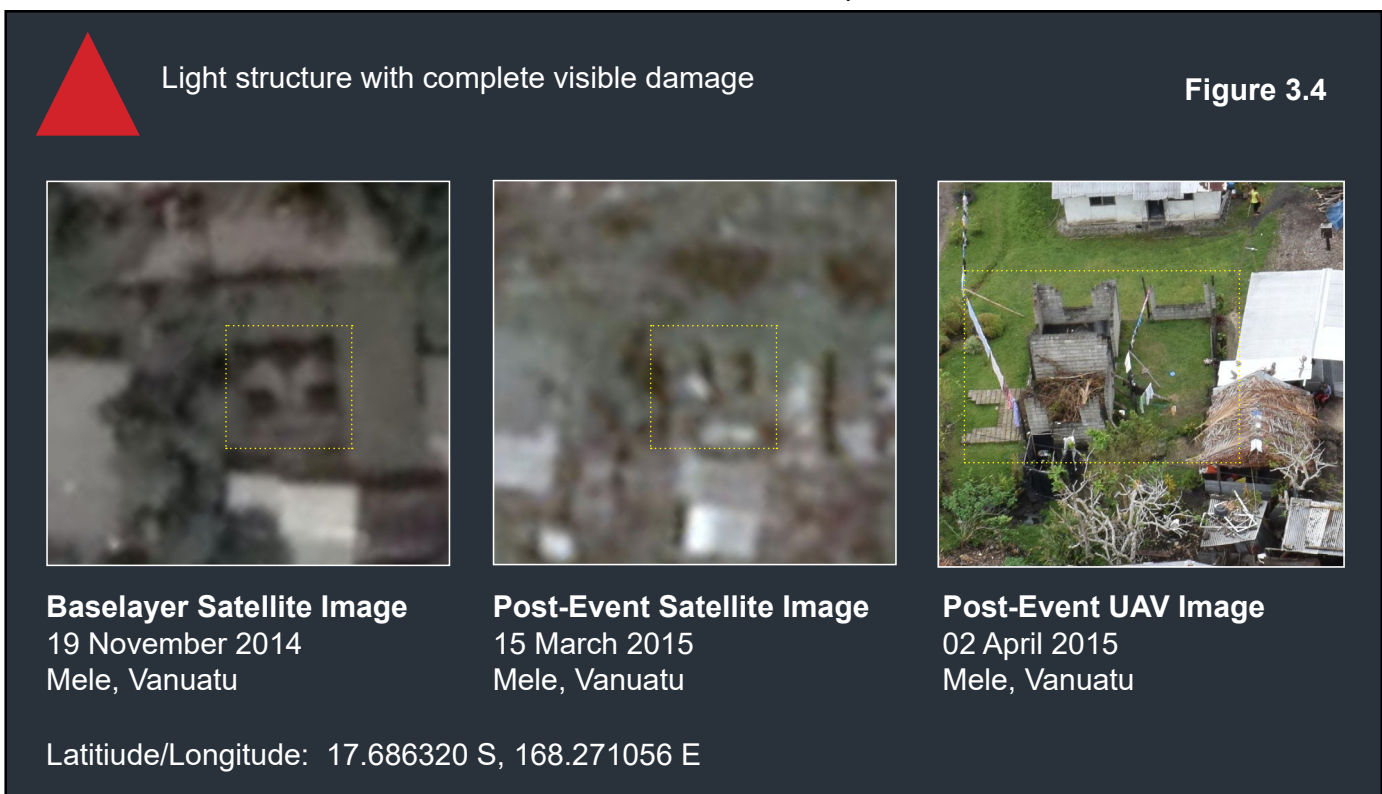 Light structure with complete visible damage
Figure 3.4
Baselayer Satellite Image
19 November 2014
Mele, Vanuatu
Post-Event Satellite Image
15 March 2015
Mele, Vanuatu
Post-Event UAV Image
02 April 2015
Mele, Vanuatu
Latitiude/Longitude: 17.686320 S, 168.271056 E